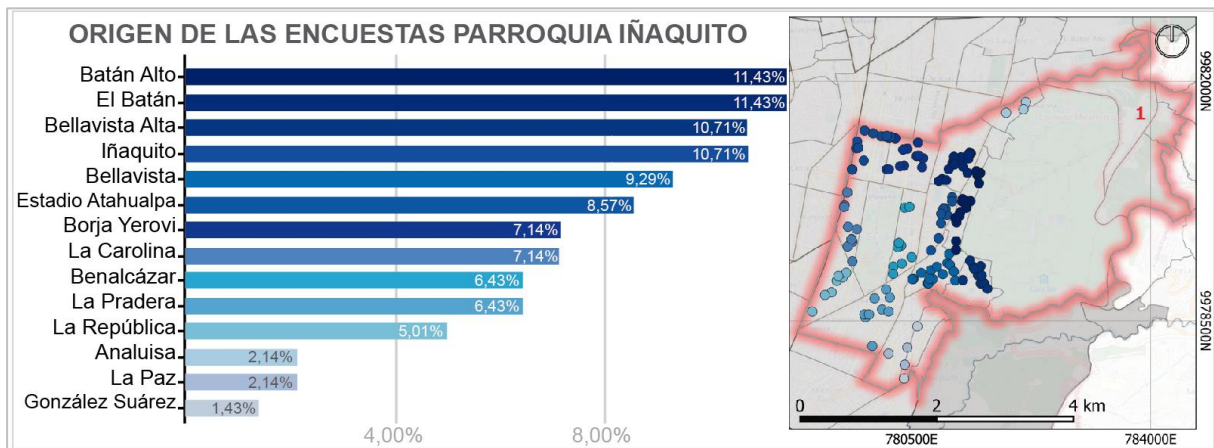 ORIGEN DE LAS ENCUESTAS PARROQUIA IÑAQUITO
Batán Alto 11,43%
El Batán 11,43%
Bellavista Alta 10,71%
Iñaquito 10,71%
Bellavista 9,29%
Estadio Atahualpa 8,57%
Borja Yerovi 7,14%
La Carolina 7,14%
Benalcázar 6,43%
La Pradera 6,43%
La República 5,01%
Analuisa 2,14%
La Paz 2,14%
González Suárez 1,43%
4,00% 8,00%
1
9982000N
9978500N
0 2 4 km
780500E 784000E